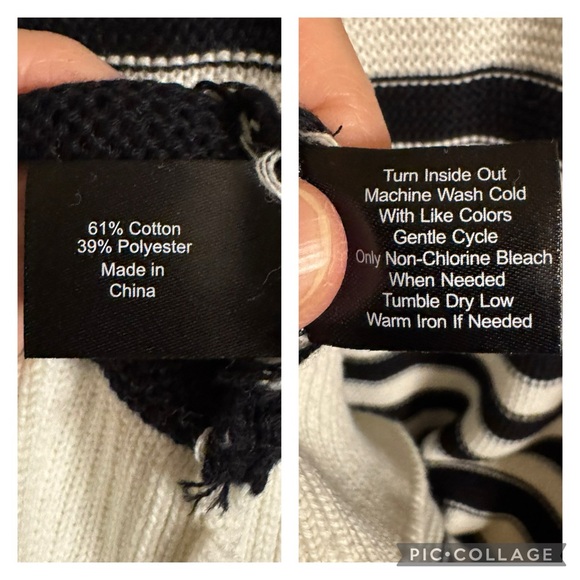 61% Cotton
39% Polyester
Made in
China
Turn Inside Out
Machine Wash Cold
With Like Colors
Gentle Cycle
Only Non-Chlorine Bleach
When Needed
Tumble Dry Low
Warm Iron If Needed
PIC•COLLAGE